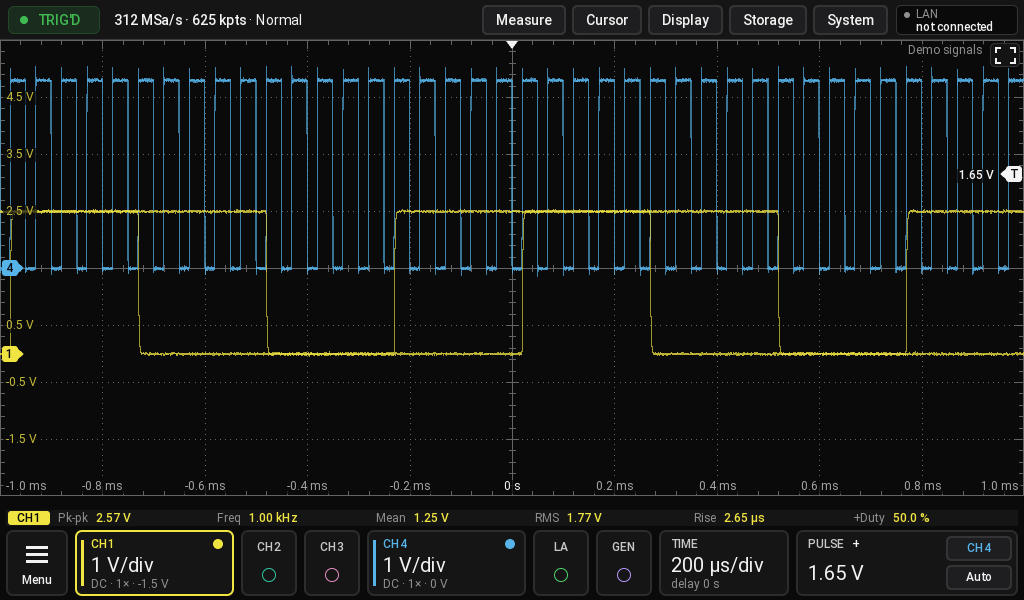 TRIG'D
312 MSa/s · 625 kpts · Normal
Measure
Cursor
Display
Storage
System
LAN
not connected
Demo signals
4.5 V
3.5 V
1.65 V
T
2.5 V
4
0.5 V
1
-0.5 V
-1.5 V
-1.0 ms
-0.8 ms
-0.6 ms
-0.4 ms
-0.2 ms
0 s
0.2 ms
0.4 ms
0.6 ms
0.8 ms
1.0 ms
CH1 Pk-pk 2.57 V Freq 1.00 kHz Mean 1.25 V RMS 1.77 V Rise 2.65 µs +Duty 50.0 %
Menu
CH1
1 V/div
DC · 1× · -1.5 V
CH2
CH3
CH4
1 V/div
DC · 1× · 0 V
LA
GEN
TIME
200 µs/div
delay 0 s
PULSE +
1.65 V
CH4
Auto